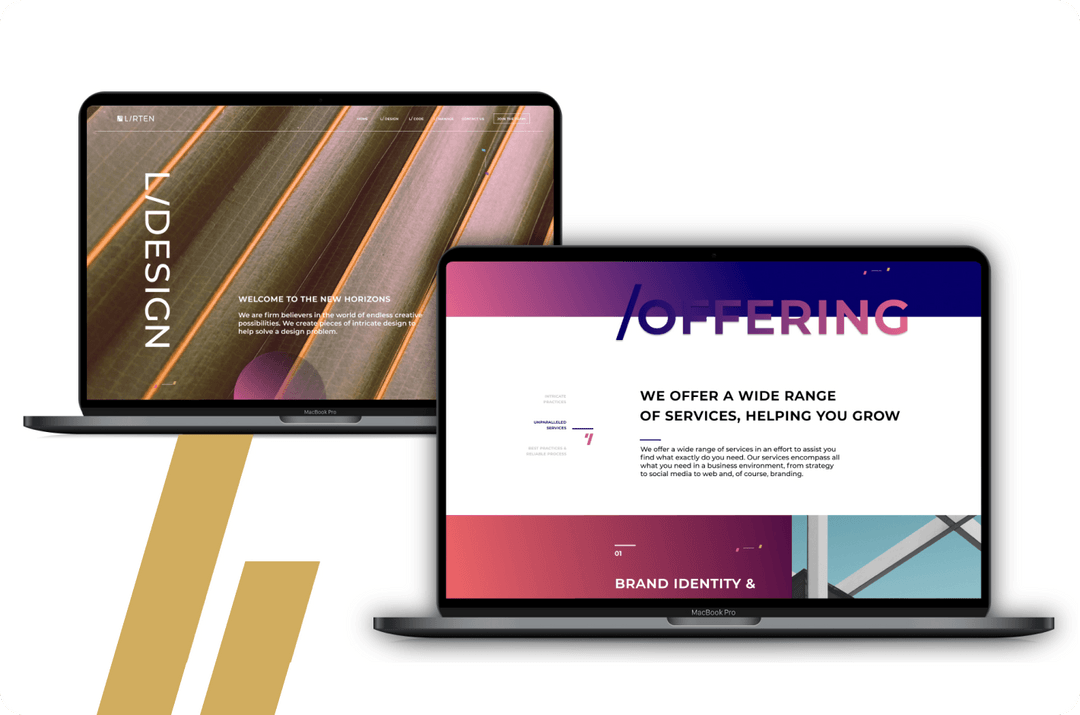 L/RTEN
HOME
L/ DESIGN
L/ CODE
CONTACT US
L/DESIGN
WELCOME TO THE NEW HORIZONS
We are firm believers in the world of endless creative
possibilities. We create pieces of intricate design to
help solve a design problem.
MacBook Pro
/OFFERING
WE OFFER A WIDE RANGE
OF SERVICES, HELPING YOU GROW
INTRICATE
PRACTICES
UNPARALLELED
SERVICES
BEST PRACTICES &
RELIABLE PROCESS
We offer a wide range of services in an effort to assist you
find what exactly do you need. Our services encompass all
what you need in a business environment, from strategy
to social media to web and, of course, branding.
01
BRAND IDENTITY &
MacBook Pro